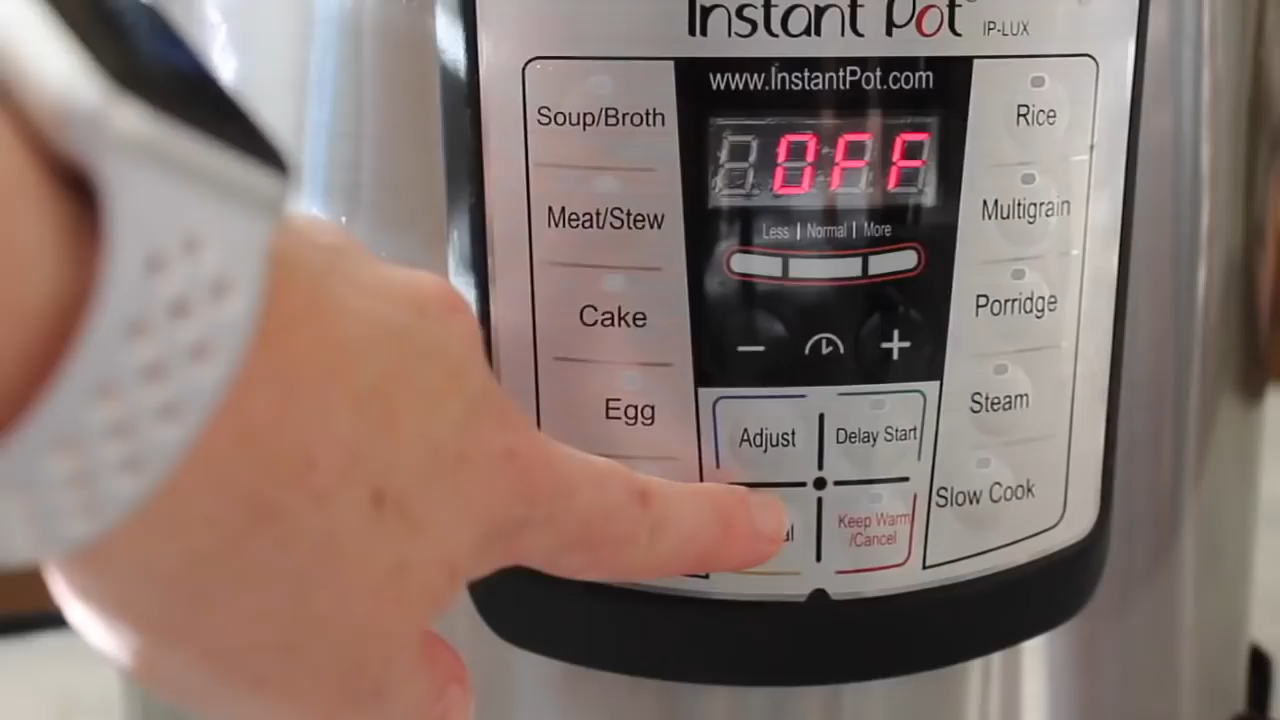 Instant Pot
IP-LUX
www.InstantPot.com
OFF
Less | Normal | More
Soup/Broth
Meat/Stew
Cake
Egg
Rice
Multigrain
Porridge
Steam
Slow Cook
Adjust
Delay Start
Keep Warm
/Cancel